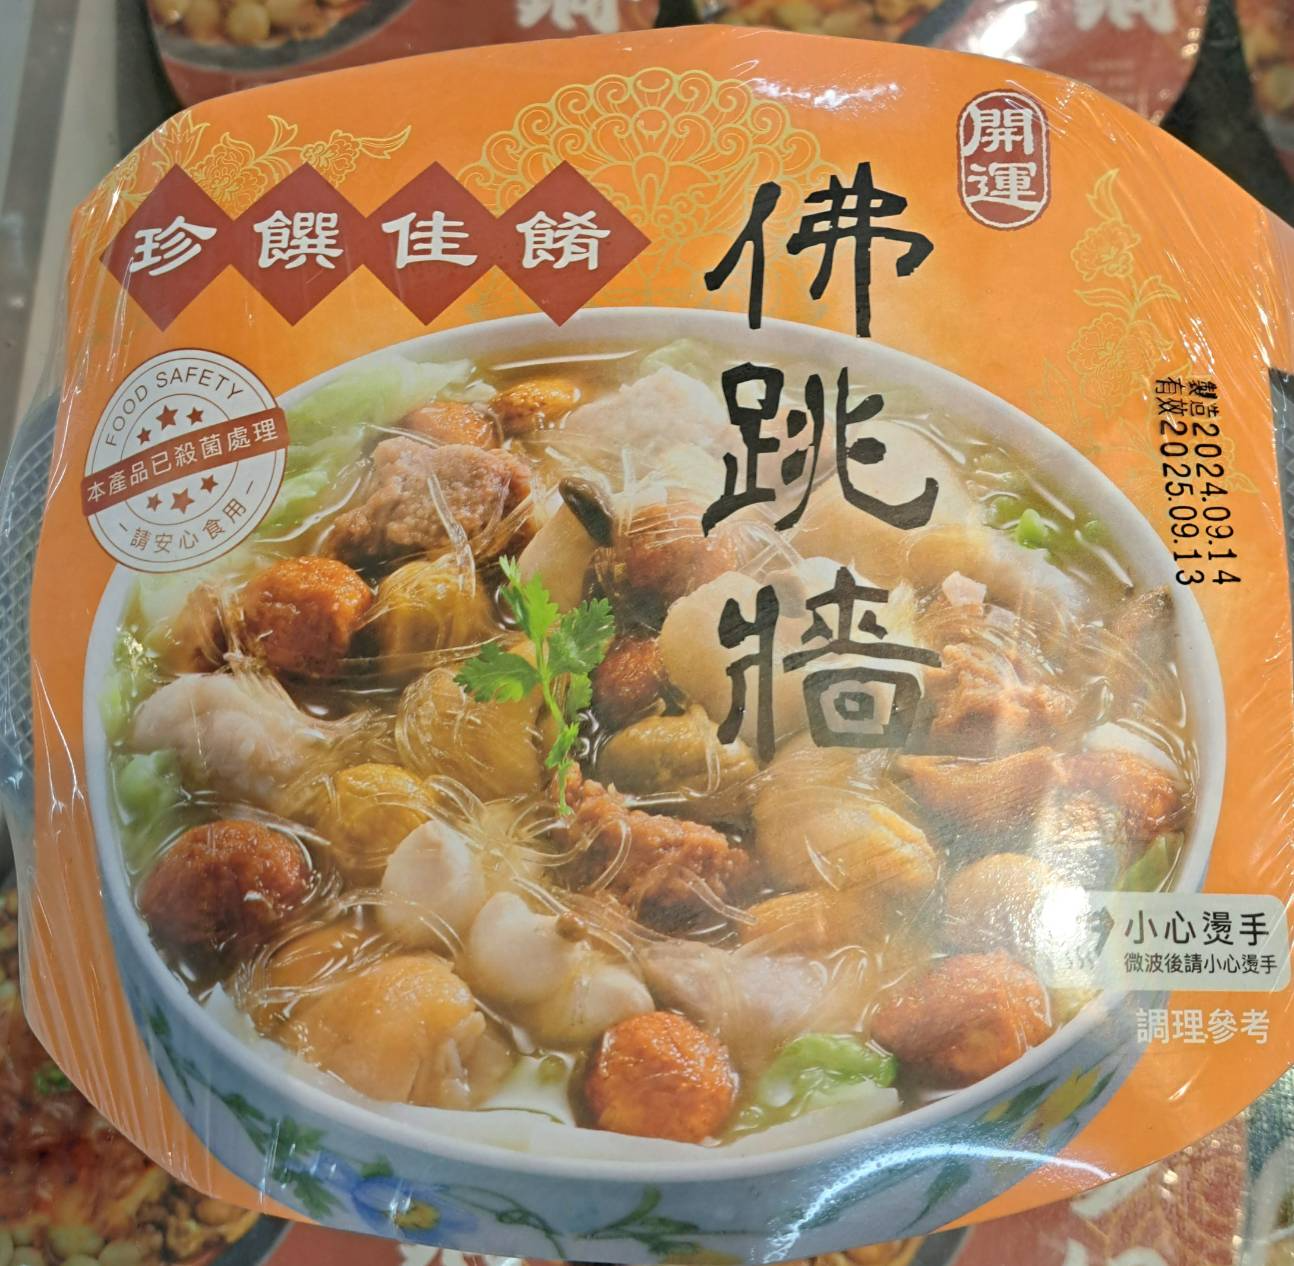 開運
珍饌佳餚
佛跳牆
FOOD SAFETY
本產品已殺菌處理
-請安心食用-
製造2024.09.14
有效2025.09.13
小心燙手
微波後請小心燙手
調理參考